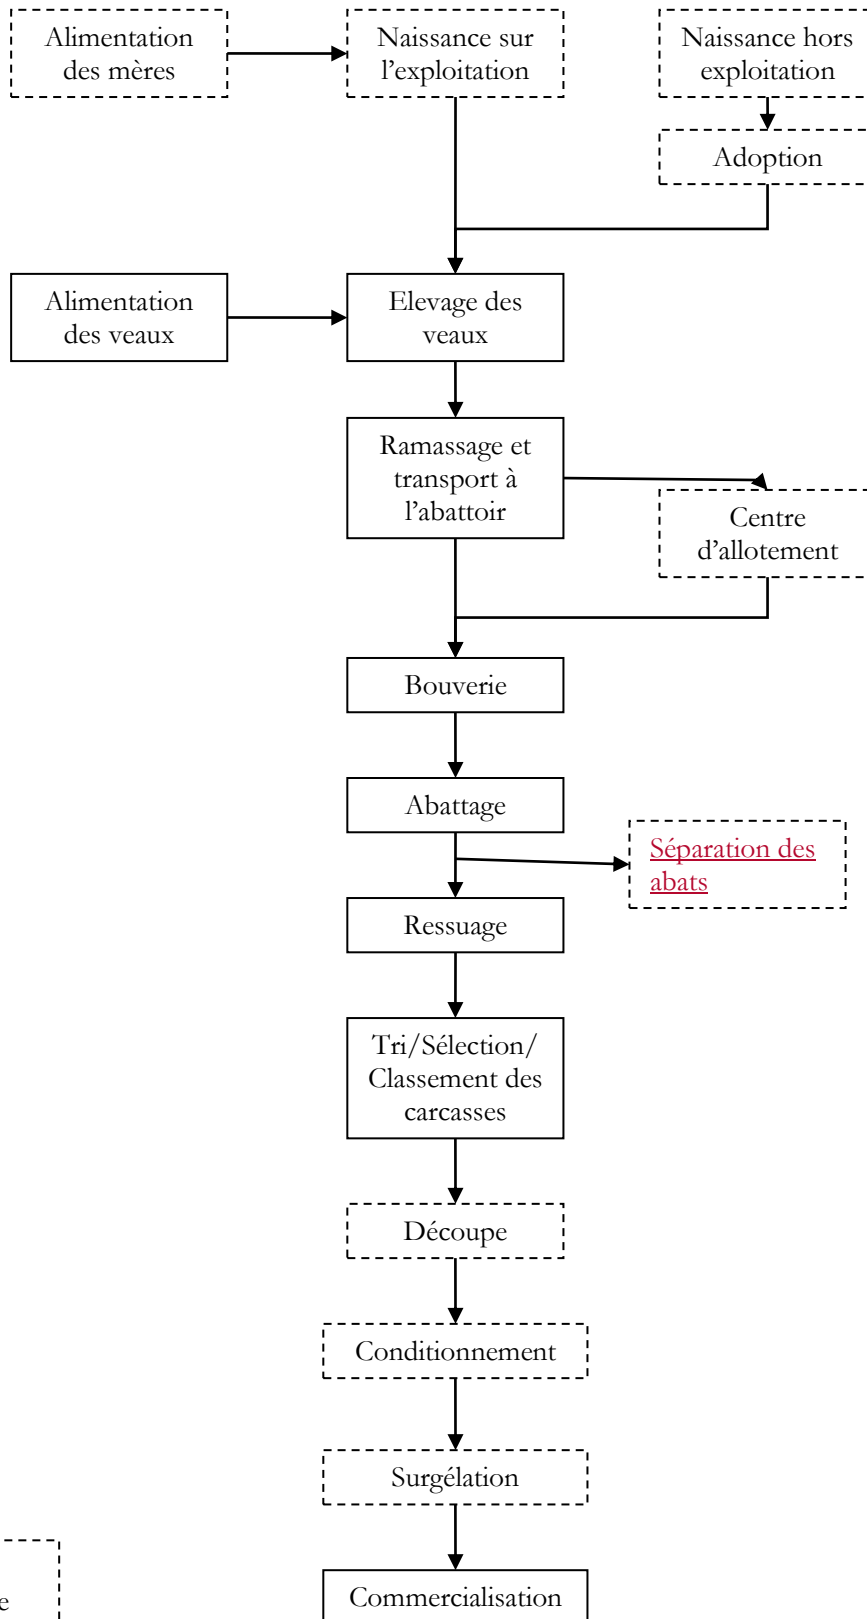 Alimentation
des mères
Naissance sur
l'exploitation
Naissance hors
exploitation
Adoption
Alimentation
des veaux
Elevage des
veaux
Ramassage et
transport à
l'abattoir
Centre
d'allotement
Bouverie
Abattage
Séparation des
abats
Ressuage
Tri/Sélection/
Classement des
carcasses
Découpe
Conditionnement
Surgélation
Commercialisation